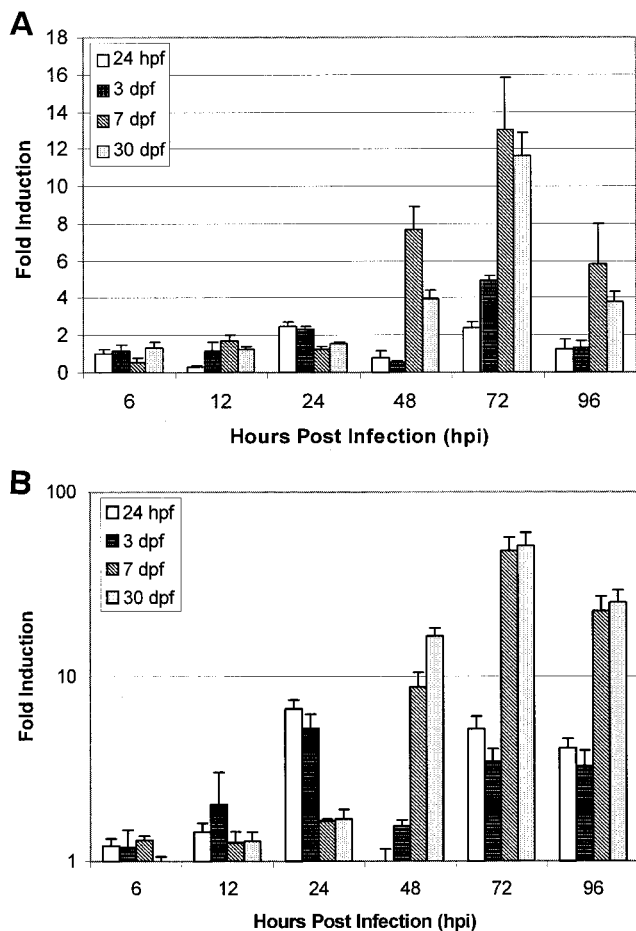 A
18
16
14
12
10
8
6
4
2
0
Fold Induction
24 hpf
3 dpf
7 dpf
30 dpf
6 12 24 48 72 96
Hours Post Infection (hpi)
B
100
10
1
Fold Induction
24 hpf
3 dpf
7 dpf
30 dpf
6 12 24 48 72 96
Hours Post Infection (hpi)